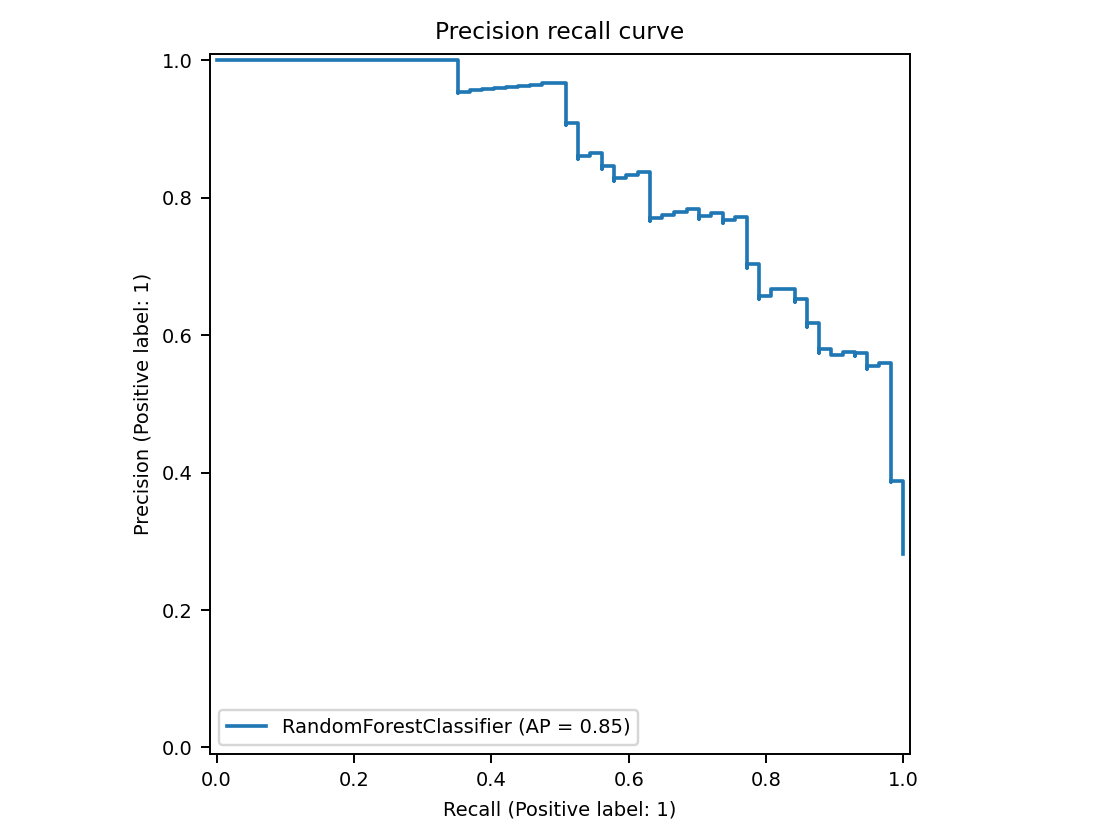 Precision recall curve
1.0
0.8
0.6
0.4
0.2
0.0
Precision (Positive label: 1)
RandomForestClassifier (AP = 0.85)
0.0 0.2 0.4 0.6 0.8 1.0
Recall (Positive label: 1)